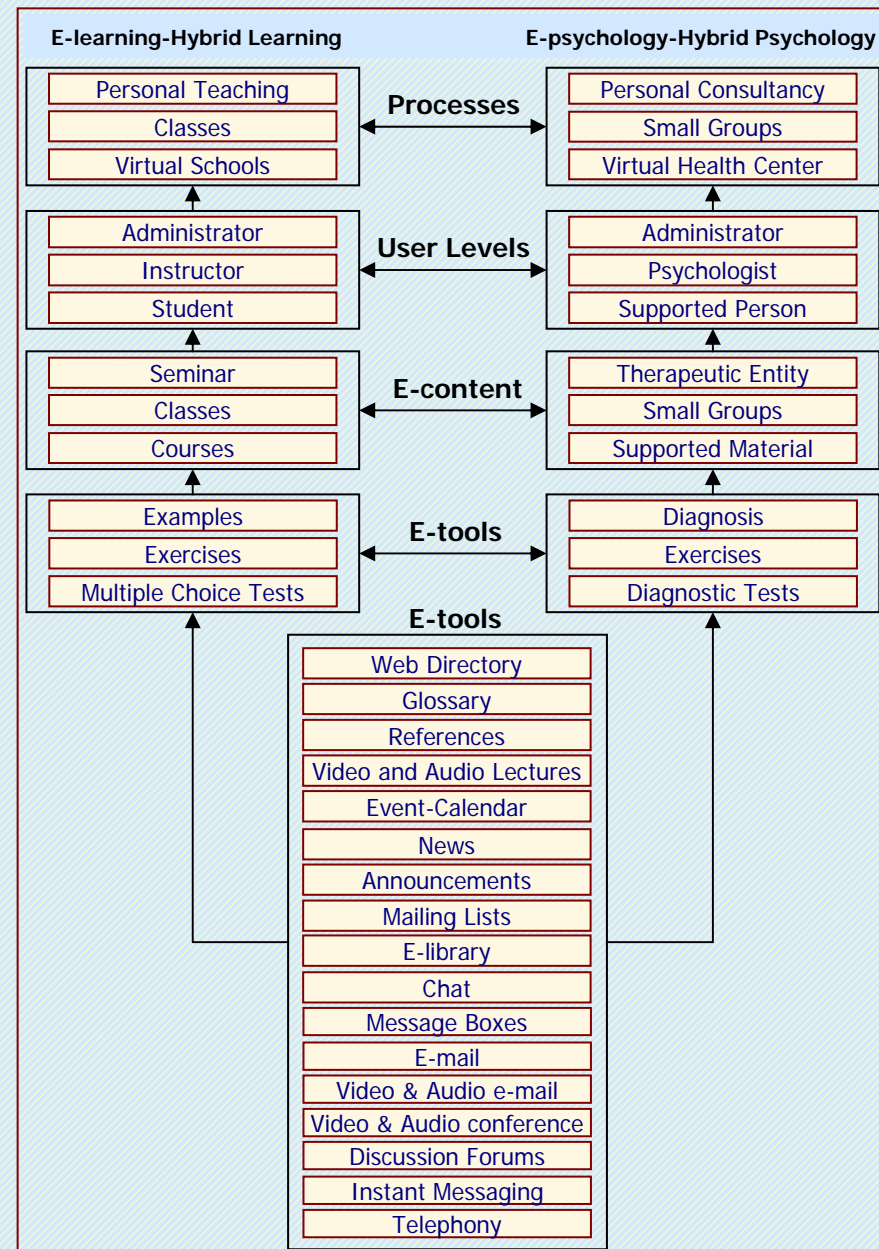 E-learning-Hybrid Learning
E-psychology-Hybrid Psychology
Personal Teaching
Classes
Virtual Schools
Processes
Personal Consultancy
Small Groups
Virtual Health Center
Administrator
Instructor
Student
User Levels
Administrator
Psychologist
Supported Person
Seminar
Classes
Courses
E-content
Therapeutic Entity
Small Groups
Supported Material
Examples
Exercises
Multiple Choice Tests
E-tools
Diagnosis
Exercises
Diagnostic Tests
E-tools
Web Directory
Glossary
References
Video and Audio Lectures
Event-Calendar
News
Announcements
Mailing Lists
E-library
Chat
Message Boxes
E-mail
Video & Audio e-mail
Video & Audio conference
Discussion Forums
Instant Messaging
Telephony